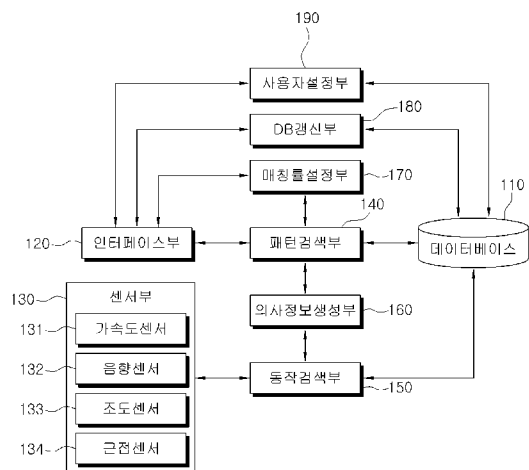 190
사용자설정부
180
DB갱신부
매칭률설정부
170
110
140
120
인터페이스부
패턴검색부
데이터베이스
130
센서부
의사정보생성부
160
131
가속도센서
132
음향센서
동작검색부
150
133
조도센서
134
근접센서